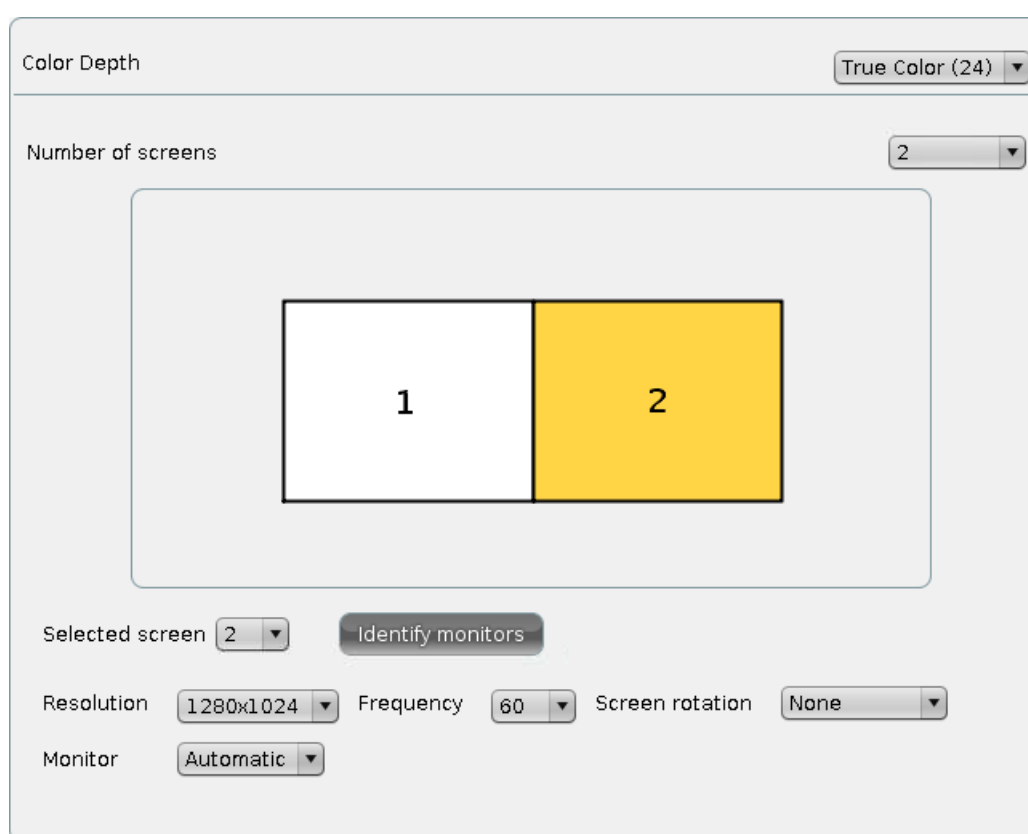 Color Depth True Color (24)
Number of screens 2
1 2
Selected screen 2 Identify monitors
Resolution 1280x1024 Frequency 60 Screen rotation None
Monitor Automatic